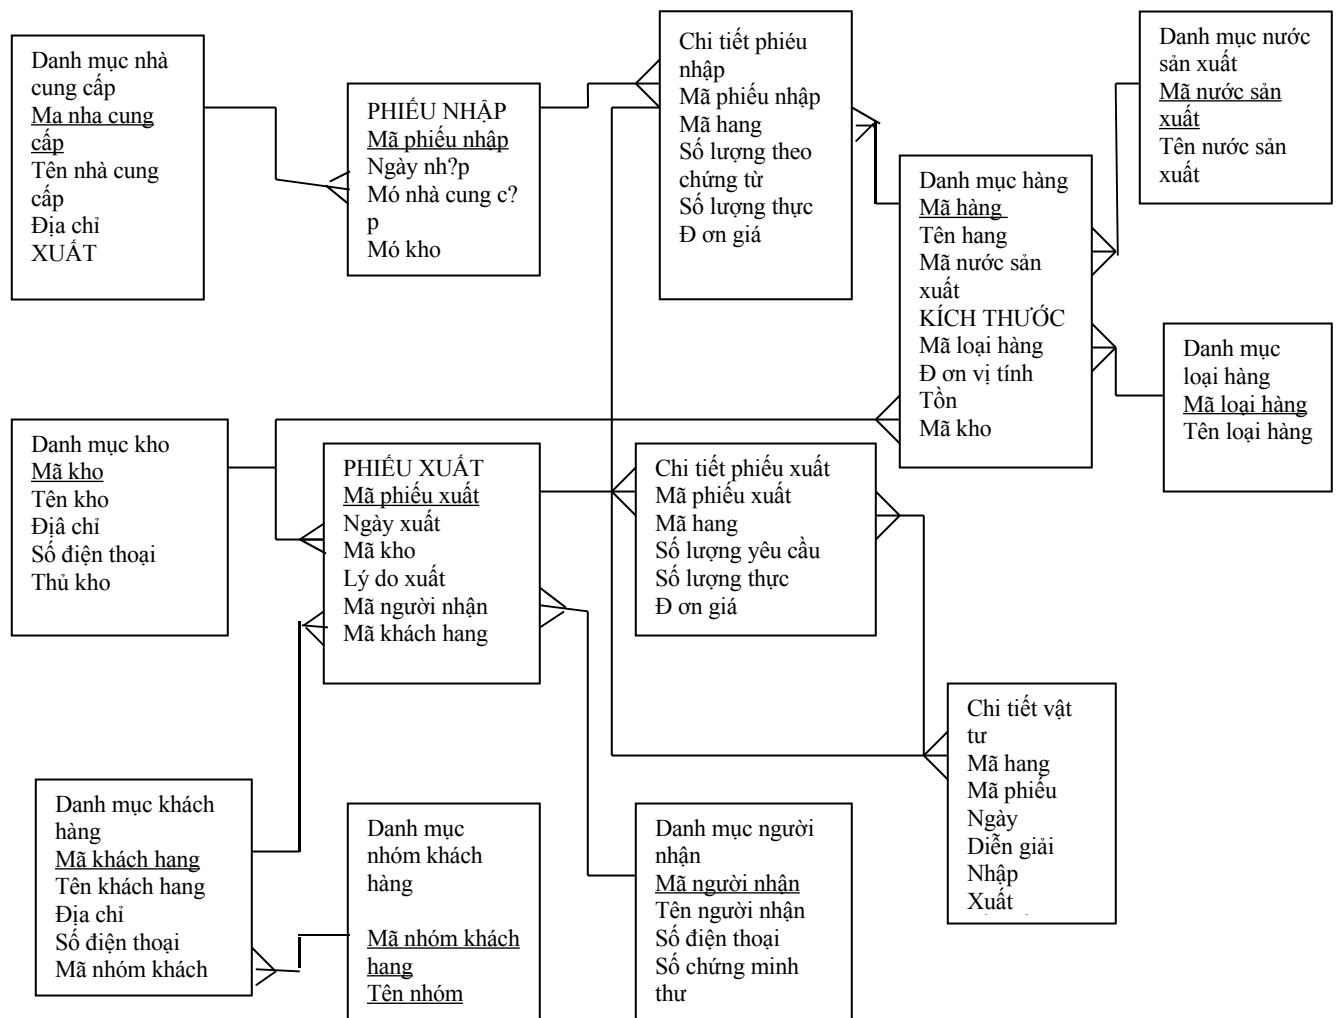 Danh mục nhà
cung cấp
Ma nha cung
cấp
Tên nhà cung
cấp
Địa chỉ
XUẤT
PHIẾU NHẬP
Mã phiếu nhập
Ngày nh?p
Mó nhà cung c?
p
Mó kho
Chi tiết phiéu
nhập
Mã phiếu nhập
Mã hang
Số lượng theo
chứng từ
Số lượng thực
Đ ơn giá
Danh mục hàng
Mã hàng
Tên hang
Mã nước sản
xuất
KÍCH THƯỚC
Mã loại hàng
Đ ơn vị tính
Tồn
Mã kho
Danh mục nước
sản xuất
Mã nước sản
xuất
Tên nước sản
xuất
Danh mục
loại hàng
Mã loại hàng
Tên loại hàng
Danh mục kho
Mã kho
Tên kho
Địâ chỉ
Số điện thoại
Thủ kho
PHIẾU XUẤT
Mã phiếu xuất
Ngày xuất
Mã kho
Lý do xuất
Mã người nhận
Mã khách hang
Chi tiết phiếu xuất
Mã phiếu xuất
Mã hang
Số lượng yêu cầu
Số lượng thực
Đ ơn giá
Chi tiết vật
tư
Mã hang
Mã phiếu
Ngày
Diễn giải
Nhập
Xuất
Danh mục khách
hàng
Mã khách hang
Tên khách hang
Địa chỉ
Số điện thoại
Mã nhóm khách
Danh mục
nhóm khách
hàng
Mã nhóm khách
hang
Tên nhóm
Danh mục người
nhận
Mã người nhận
Tên người nhận
Số điện thoại
Số chứng minh
thư